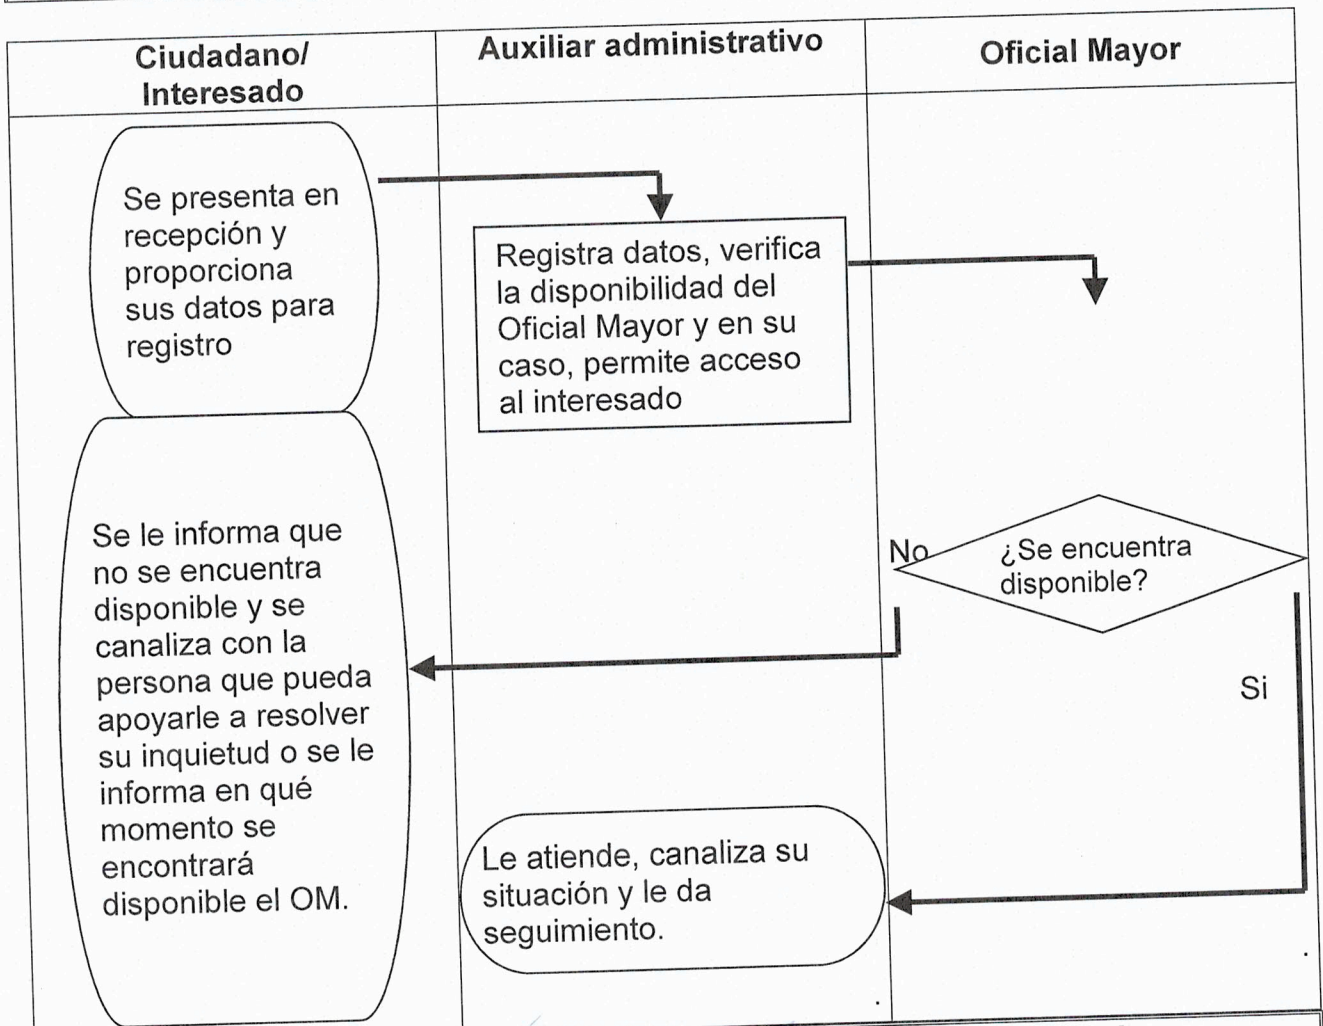 Ciudadano/
Interesado
Auxiliar administrativo
Oficial Mayor
Se presenta en
recepción y
proporciona
sus datos para
registro
Registra datos, verifica
la disponibilidad del
Oficial Mayor y en su
caso, permite acceso
al interesado
Se le informa que
no se encuentra
disponible y se
canaliza con la
persona que pueda
apoyarle a resolver
su inquietud o se le
informa en qué
momento se
encontrará
disponible el OM.
No
¿Se encuentra
disponible?
Si
Le atiende, canaliza su
situación y le da
seguimiento.